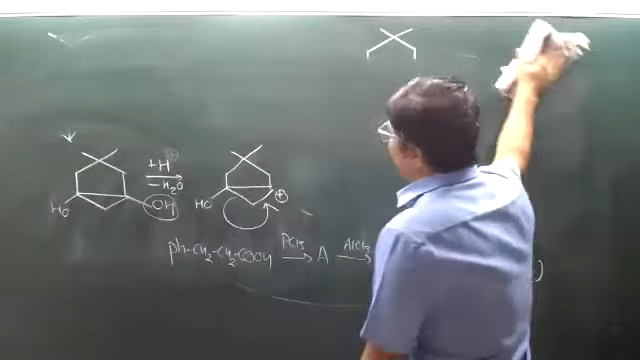 +H⊕
-H₂O
HO
OH
HO
⊕
Ph-CH₂-CH₂-COOH PCl₅ A AlCl₃
)